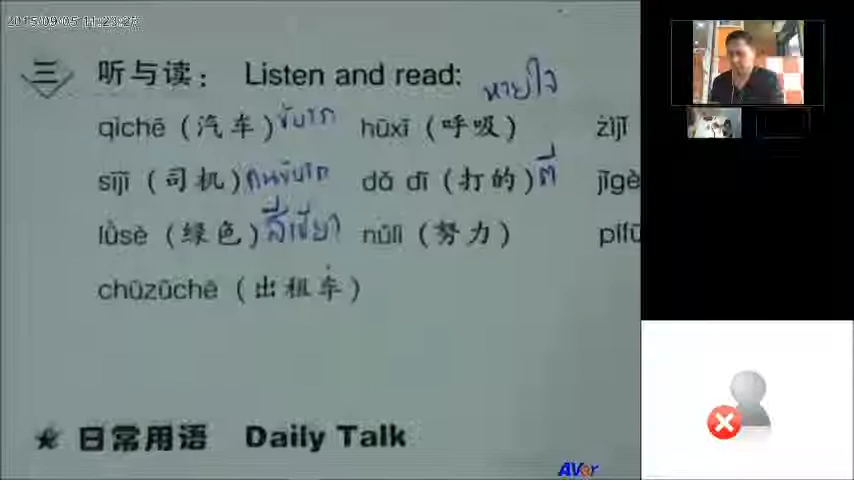 2015/09/05 11:23:26
三 听与读： Listen and read:
หายใจ
qìchē (汽车) ขับรถ hūxī (呼吸) zìjǐ
sījī (司机) คนขับรถ dǎ dī (打的) ตี jǐgè
lǜsè (绿色) สีเขียว nǔlì (努力) pífū
chūzūchē (出租车)
★ 日常用语 Daily Talk
AVer